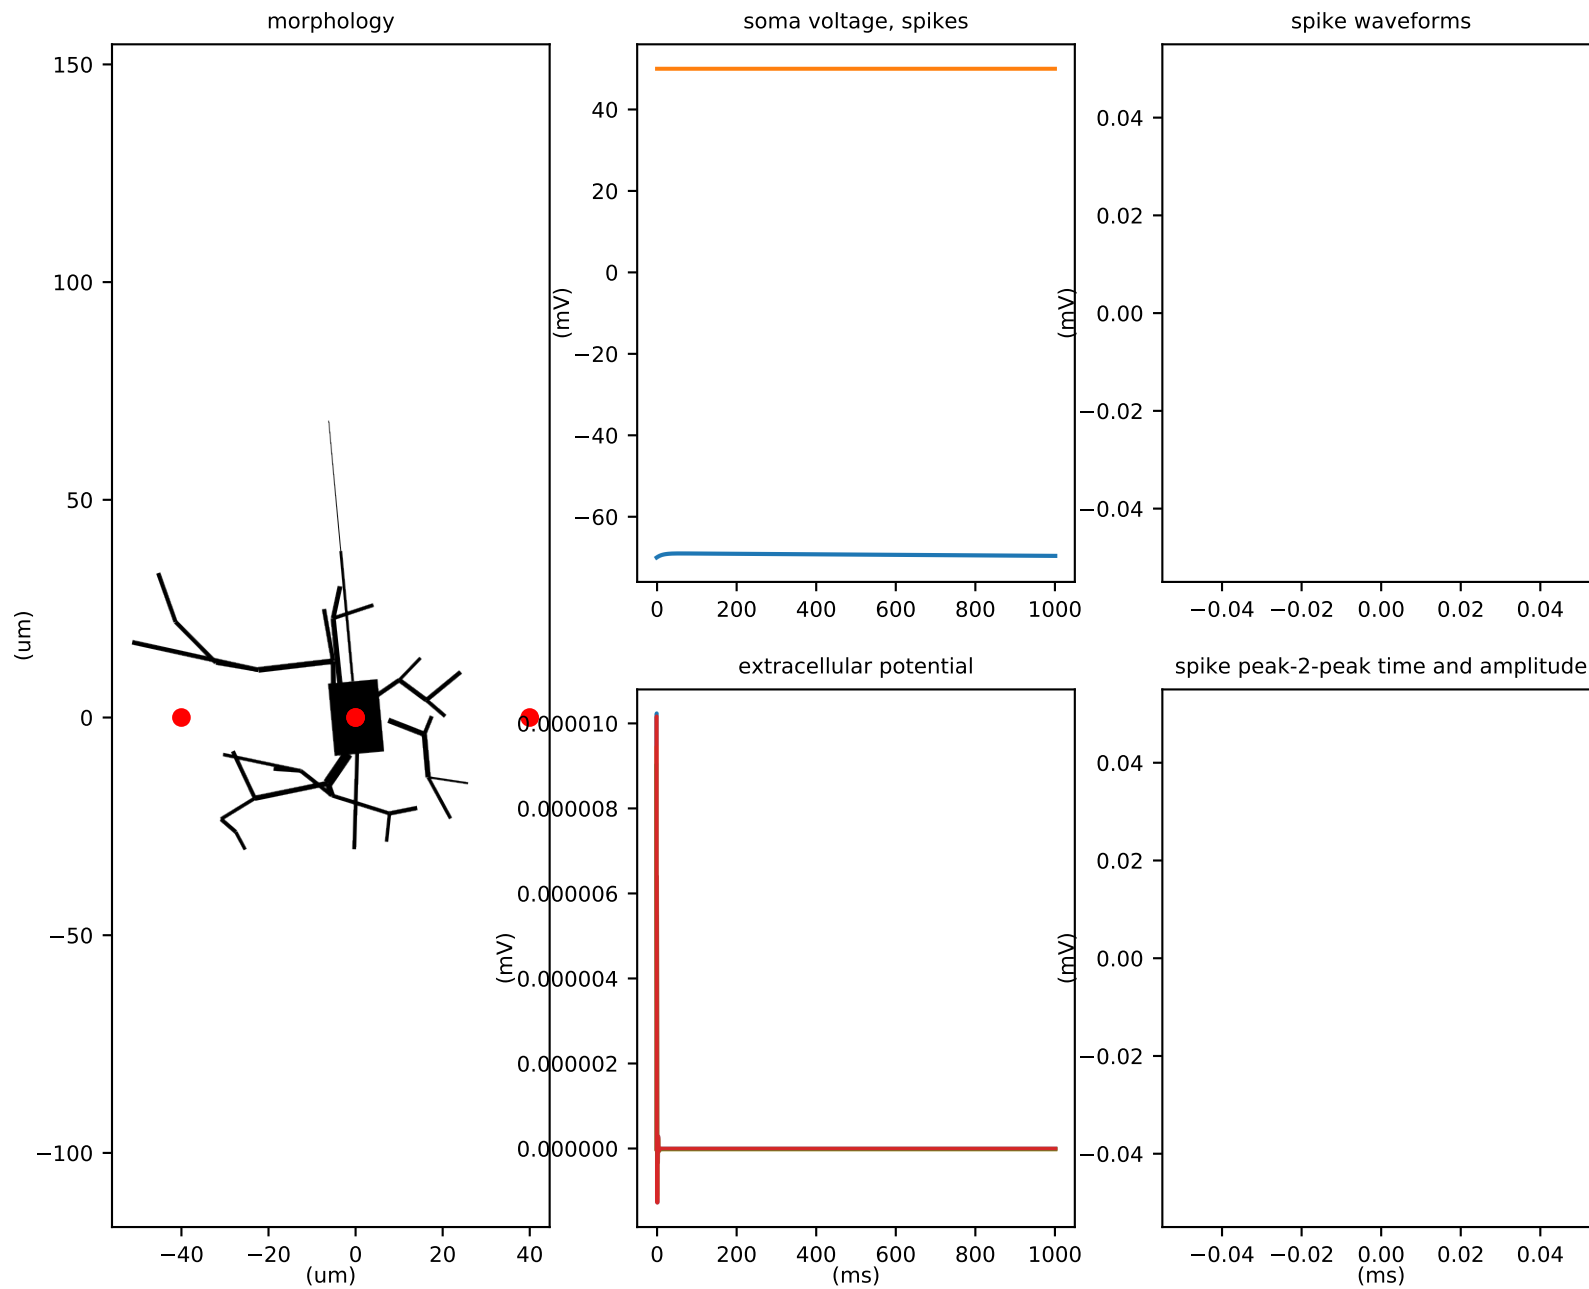 morphology
150
100
50
0
−50
−100
(um)
−40 −20 0 20 40
(um)
soma voltage, spikes
40
20
0
−20
−40
−60
(mV)
0 200 400 600 800 1000
spike waveforms
0.04
0.02
0.00
−0.02
−0.04
(mV)
−0.04 −0.02 0.00 0.02 0.04
extracellular potential
0.000010
0.000008
0.000006
0.000004
0.000002
0.000000
(mV)
0 200 400 600 800 1000
(ms)
spike peak-2-peak time and amplitude
0.04
0.02
0.00
−0.02
−0.04
(mV)
−0.04 −0.02 0.00 0.02 0.04
(ms)